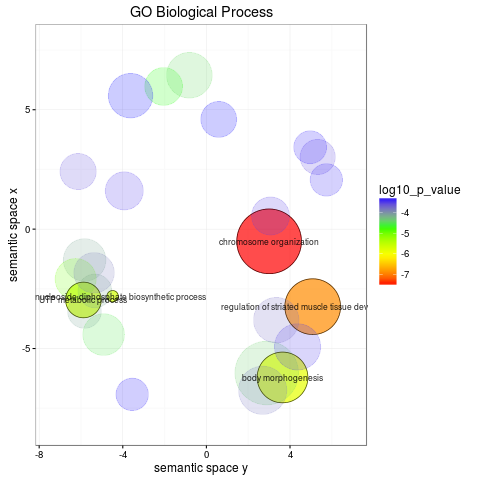 GO Biological Process
semantic space x
5
0
-5
chromosome organization
nucleoside diphosphate biosynthetic process
UTP metabolic process
regulation of striated muscle tissue dev
body morphogenesis
-8
-4
0
4
semantic space y
log10_p_value
-4
-5
-6
-7